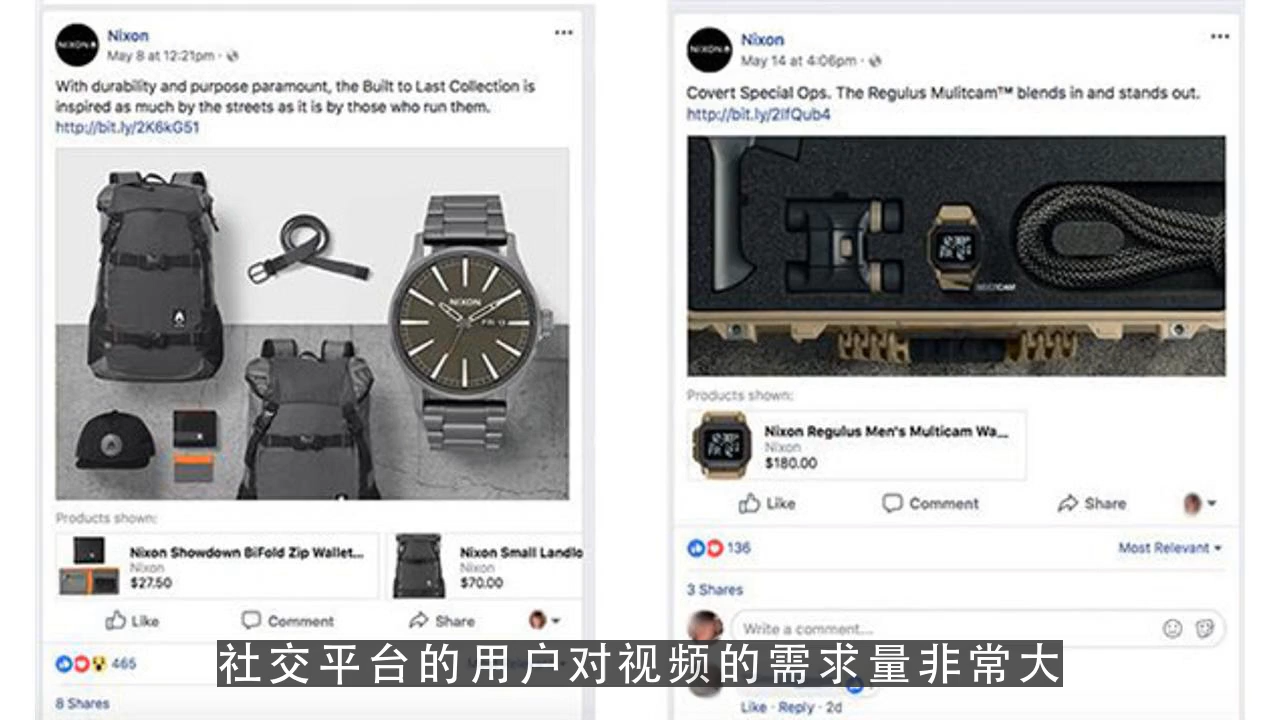 Nixon
May 8 at 12:21pm ·
With durability and purpose paramount, the Built to Last Collection is
inspired as much by the streets as it is by those who run them.
http://bit.ly/2K6kG51
NIXON
FRI 13
Products shown:
Nixon Showdown BiFold Zip Wallet...
Nixon
$27.50
Nixon Small Landlo
Nixon
$70.00
Like
Comment
Share
465
8 Shares
Nixon
May 14 at 4:06pm ·
Covert Special Ops. The Regulus Mulitcam™ blends in and stands out.
http://bit.ly/2IfQub4
Products shown:
Nixon Regulus Men's Multicam Wa...
Nixon
$180.00
Like
Comment
Share
136
Most Relevant
3 Shares
Write a comment...
Like · Reply · 2d
社交平台的用户对视频的需求量非常大